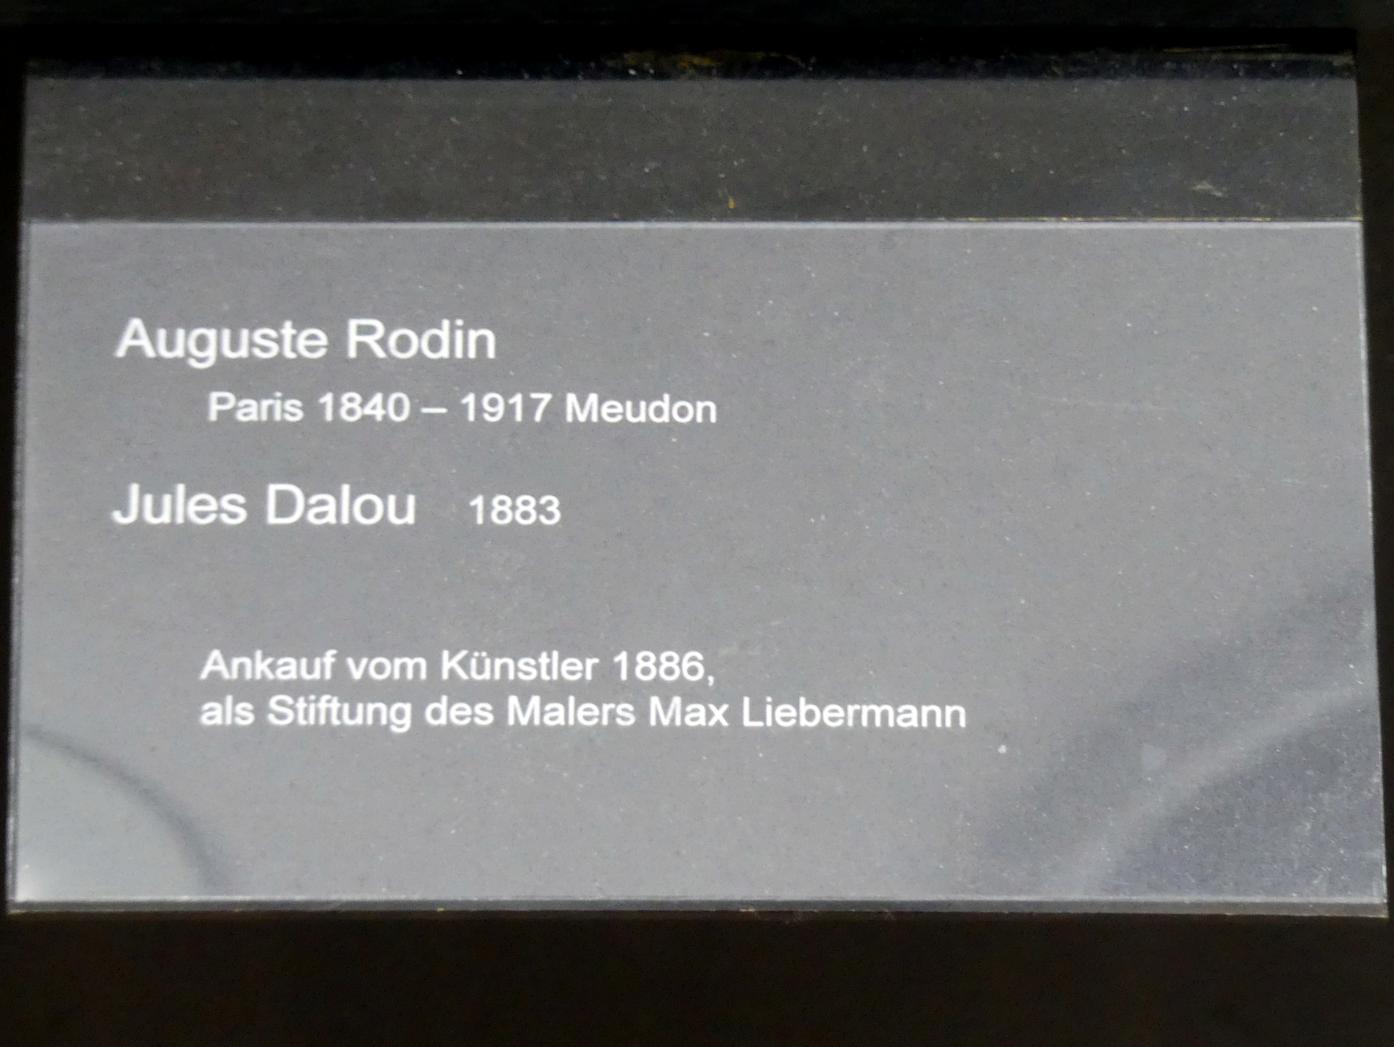 Auguste Rodin
Paris 1840 – 1917 Meudon
Jules Dalou 1883
Ankauf vom Künstler 1886,
als Stiftung des Malers Max Liebermann